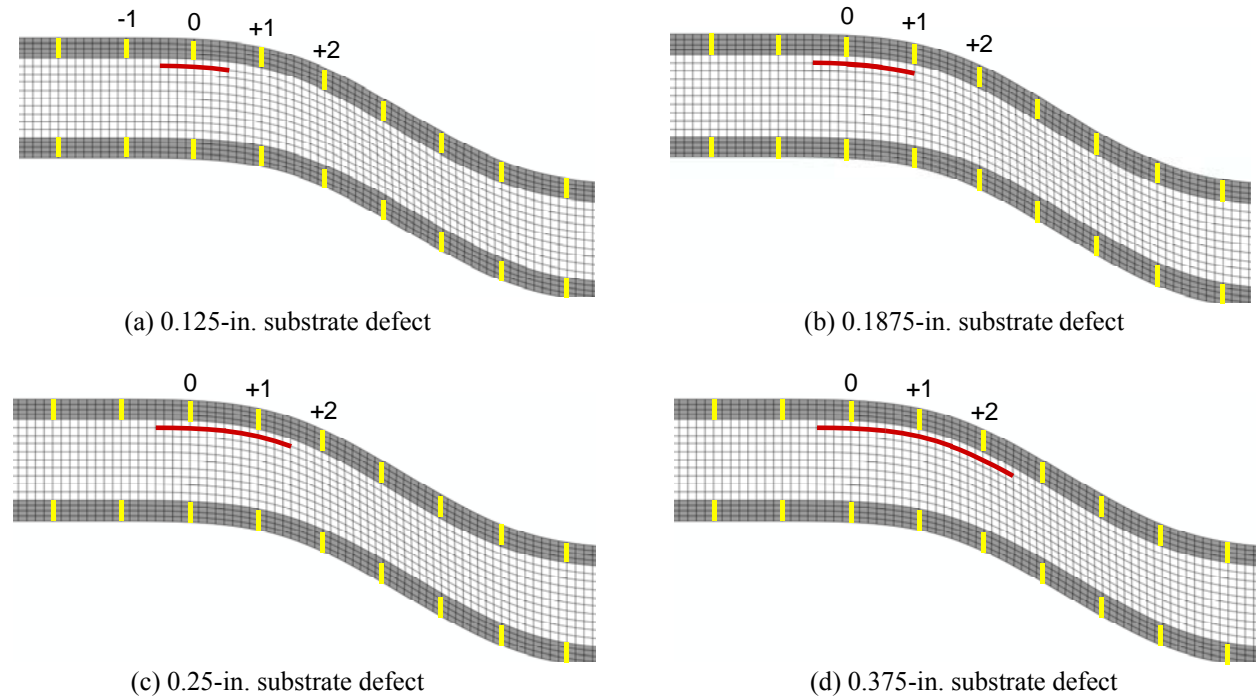 -1 0 +1 +2
0 +1 +2
(a) 0.125-in. substrate defect
(b) 0.1875-in. substrate defect
0 +1 +2
0 +1 +2
(c) 0.25-in. substrate defect
(d) 0.375-in. substrate defect